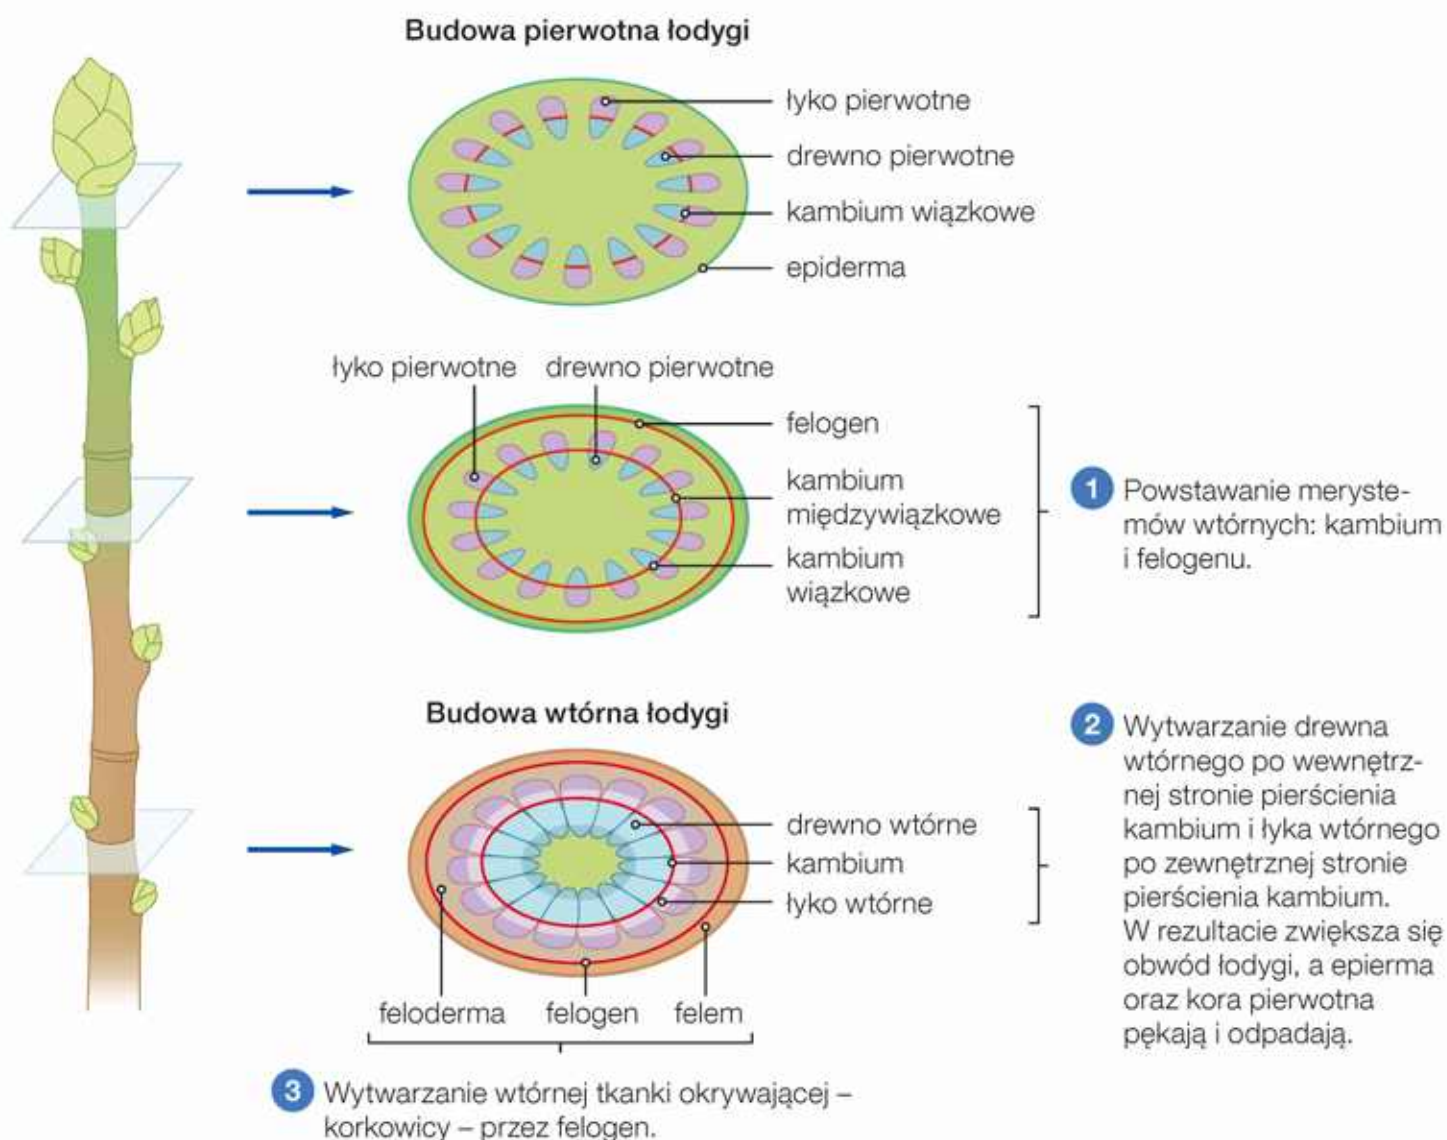 Budowa pierwotna łodygi
łyko pierwotne
drewno pierwotne
kambium wiązkowe
epiderma
łyko pierwotne
drewno pierwotne
felogen
kambium
międzywiązkowe
kambium
wiązkowe
1 Powstawanie meryste-
mów wtórnych: kambium
i felogenu.
Budowa wtórna łodygi
drewno wtórne
kambium
łyko wtórne
feloderma
felogen
felem
2 Wytwarzanie drewna
wtórnego po wewnętrz-
nej stronie pierścienia
kambium i łyka wtórnego
po zewnętrznej stronie
pierścienia kambium.
W rezultacie zwiększa się
obwód łodygi, a epierma
oraz kora pierwotna
pękają i odpadają.
3 Wytwarzanie wtórnej tkanki okrywającej –
korkowicy – przez felogen.